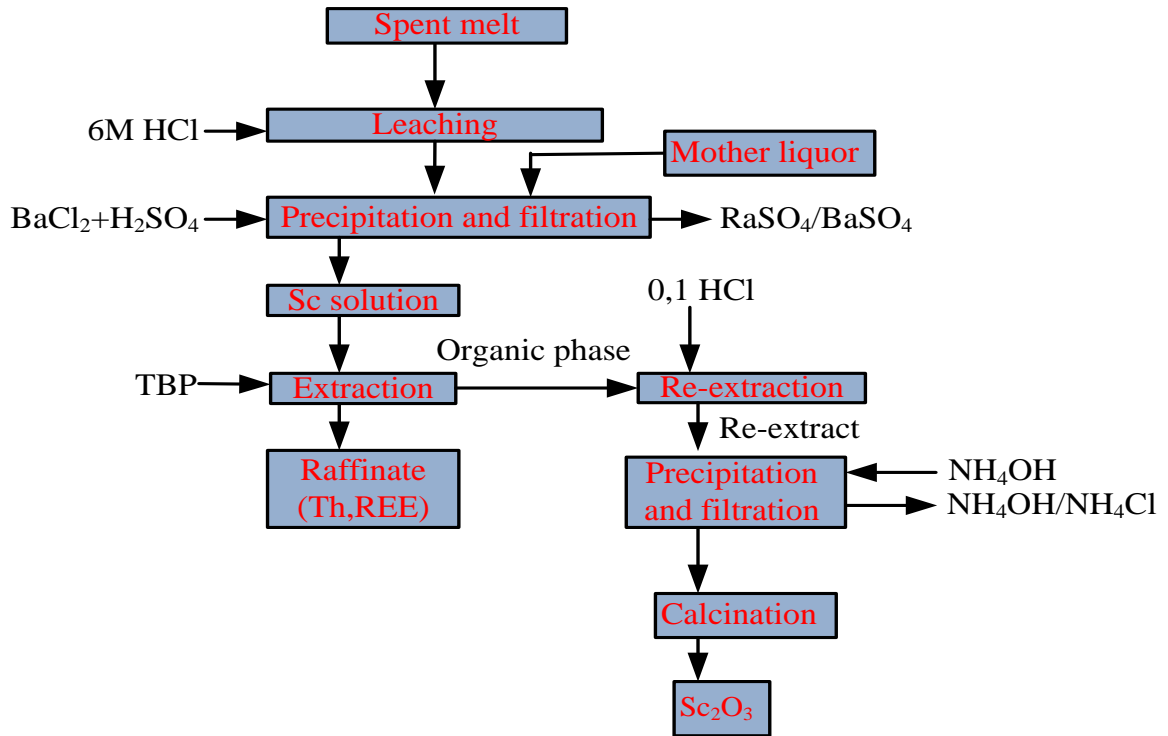 Spent melt
6M HCl
Leaching
Mother liquor
BaCl₂+H₂SO₄
Precipitation and filtration
RaSO₄/BaSO₄
Sc solution
0,1 HCl
Organic phase
TBP
Extraction
Re-extraction
Re-extract
Raffinate
(Th,REE)
Precipitation
and filtration
NH₄OH
NH₄OH/NH₄Cl
Calcination
Sc₂O₃